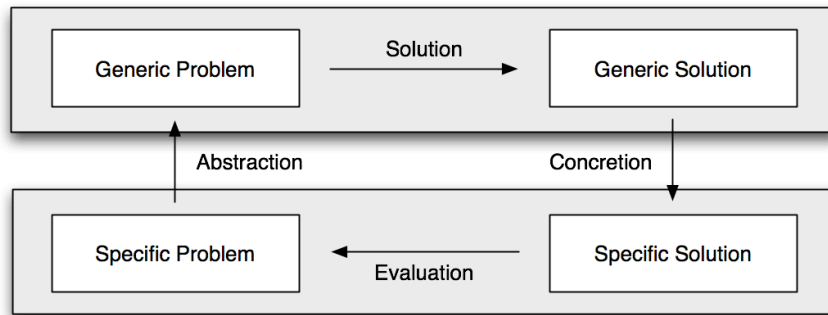 Generic Problem
Solution
Generic Solution
Abstraction
Concretion
Specific Problem
Evaluation
Specific Solution